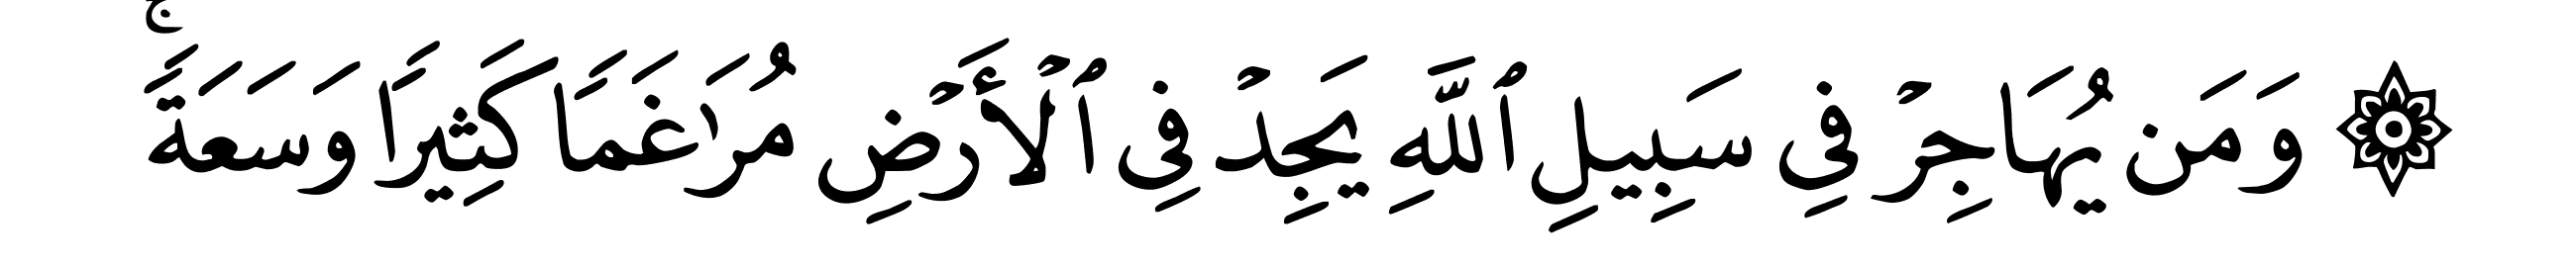 ۞ وَمَن يُهَاجِرۡ فِي سَبِيلِ ٱللَّهِ يَجِدۡ فِي ٱلۡأَرۡضِ مُرَٰغَمُٗا كَثِيرٗا وَسَعَةٗۚ